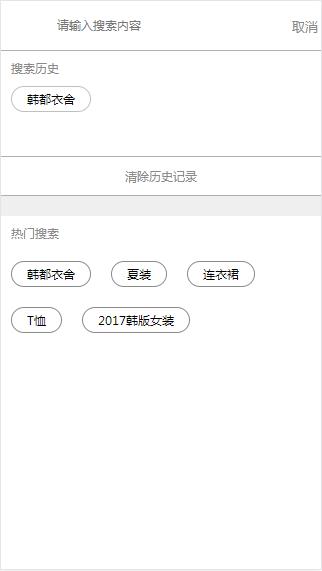 请输入搜索内容 取消
搜索历史
韩都衣舍
清除历史记录
热门搜索
韩都衣舍 夏装 连衣裙
T恤 2017韩版女装